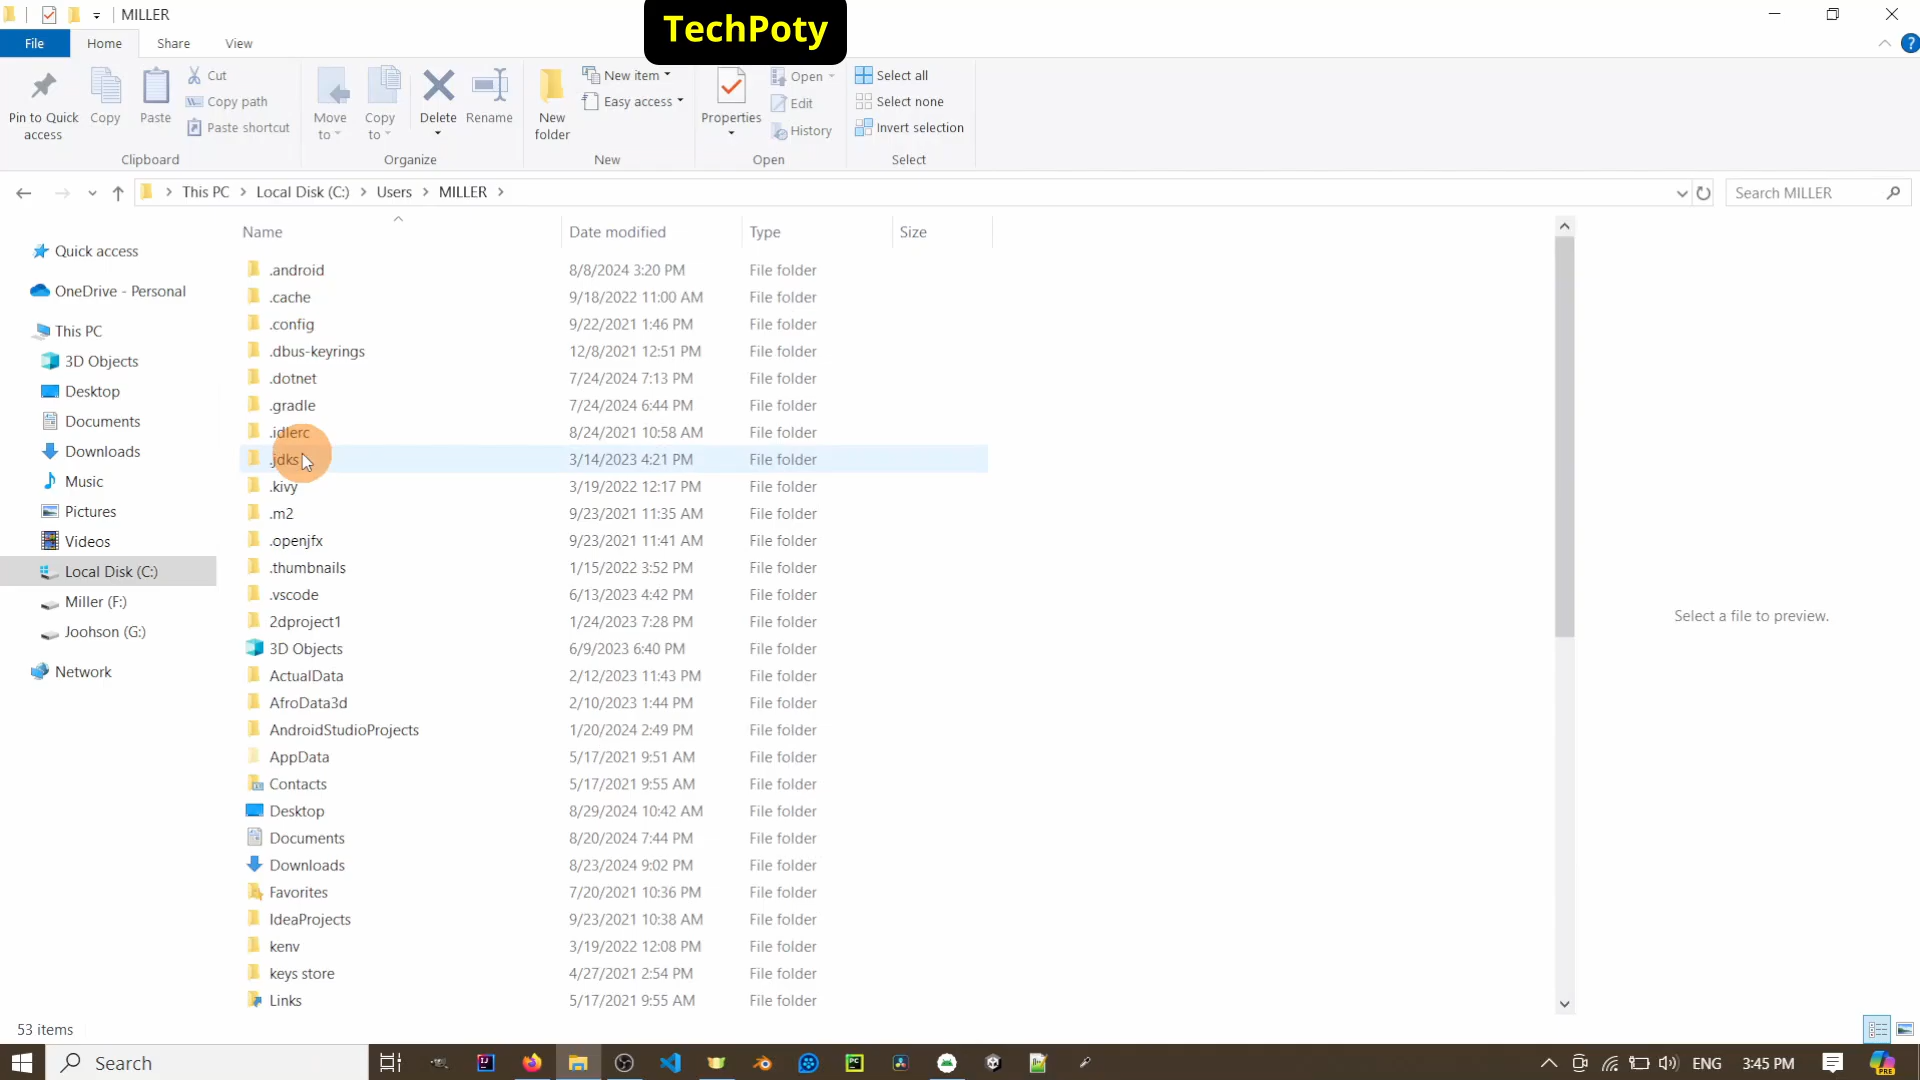 MILLER
TechPoty
File Home Share View
Pin to Quick access
Copy
Paste
Cut
Copy path
Paste shortcut
Clipboard
Move to
Copy to
Delete
Rename
Organize
New folder
New item
Easy access
New
Properties
Open
Edit
History
Open
Select all
Select none
Invert selection
Select
This PC > Local Disk (C:) > Users > MILLER >
Search MILLER
Quick access
OneDrive - Personal
This PC
3D Objects
Desktop
Documents
Downloads
Music
Pictures
Videos
Local Disk (C:)
Miller (F:)
Joohson (G:)
Network
Name Date modified Type Size
.android 8/8/2024 3:20 PM File folder
.cache 9/18/2022 11:00 AM File folder
.config 9/22/2021 1:46 PM File folder
.dbus-keyrings 12/8/2021 12:51 PM File folder
.dotnet 7/24/2024 7:13 PM File folder
.gradle 7/24/2024 6:44 PM File folder
.idlerc 8/24/2021 10:58 AM File folder
.jdks 3/14/2023 4:21 PM File folder
.kivy 3/19/2022 12:17 PM File folder
.m2 9/23/2021 11:35 AM File folder
.openjfx 9/23/2021 11:41 AM File folder
.thumbnails 1/15/2022 3:52 PM File folder
.vscode 6/13/2023 4:42 PM File folder
2dproject1 1/24/2023 7:28 PM File folder
3D Objects 6/9/2023 6:40 PM File folder
ActualData 2/12/2023 11:43 PM File folder
AfroData3d 2/10/2023 1:44 PM File folder
AndroidStudioProjects 1/20/2024 2:49 PM File folder
AppData 5/17/2021 9:51 AM File folder
Contacts 5/17/2021 9:55 AM File folder
Desktop 8/29/2024 10:42 AM File folder
Documents 8/20/2024 7:44 PM File folder
Downloads 8/23/2024 9:02 PM File folder
Favorites 7/20/2021 10:36 PM File folder
IdeaProjects 9/23/2021 10:38 AM File folder
kenv 3/19/2022 12:08 PM File folder
keys store 4/27/2021 2:54 PM File folder
Links 5/17/2021 9:55 AM File folder
Select a file to preview.
53 items
Search
ENG 3:45 PM